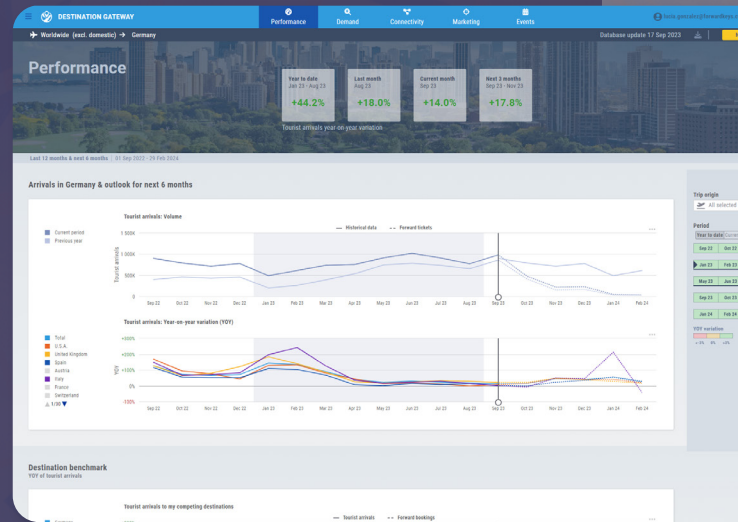 DESTINATION GATEWAY
Performance
Demand
Connectivity
Marketing
Events
Worldwide (excl. domestic) → Germany
Database update 17 Sep 2023
Performance
Year to date
Jan 23 - Aug 23
+44.2%
Last month
Aug 23
+18.0%
Current month
Sep 23
+14.0%
Next 3 months
Sep 23 - Nov 23
+17.8%
Tourist arrivals year-on-year variation
Last 12 months & next 6 months | 01 Sep 2022 - 29 Feb 2024
Arrivals in Germany & outlook for next 6 months
Tourist arrivals: Volume
Historical data
Forward tickets
Current period
Previous year
Tourist arrivals
1 500K
1 000K
500K
0
Sep 22 Oct 22 Nov 22 Dec 22 Jan 23 Feb 23 Mar 23 Apr 23 May 23 Jun 23 Jul 23 Aug 23 Sep 23 Oct 23 Nov 23 Dec 23 Jan 24 Feb 24
Tourist arrivals: Year-on-year variation (YOY)
Total
U.S.A.
United Kingdom
Spain
Austria
Italy
France
Switzerland
1/30
YOY
+300%
+200%
+100%
0%
-100%
Sep 22 Oct 22 Nov 22 Dec 22 Jan 23 Feb 23 Mar 23 Apr 23 May 23 Jun 23 Jul 23 Aug 23 Sep 23 Oct 23 Nov 23 Dec 23 Jan 24 Feb 24
Trip origin
All selected
Period
Year to date
Sep 22 Oct 22
Jan 23 Feb 23
May 23 Jun 23
Sep 23 Oct 23
Jan 24 Feb 24
YOY variation
Destination benchmark
YOY of tourist arrivals
Tourist arrivals to my competing destinations
Tourist arrivals
Forward bookings